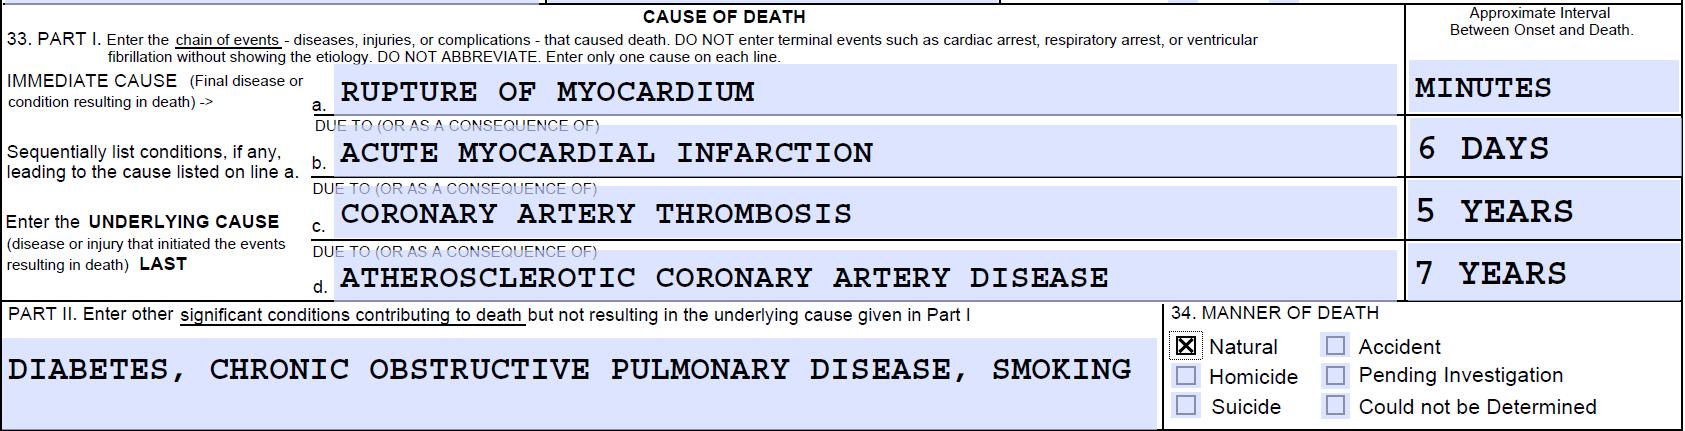 CAUSE OF DEATH
Approximate Interval
Between Onset and Death.
33. PART I. Enter the chain of events - diseases, injuries, or complications - that caused death. DO NOT enter terminal events such as cardiac arrest, respiratory arrest, or ventricular
fibrillation without showing the etiology. DO NOT ABBREVIATE. Enter only one cause on each line.
IMMEDIATE CAUSE (Final disease or
condition resulting in death) ->
a. RUPTURE OF MYOCARDIUM
MINUTES
DUE TO (OR AS A CONSEQUENCE OF)
Sequentially list conditions, if any,
leading to the cause listed on line a.
b. ACUTE MYOCARDIAL INFARCTION
6 DAYS
DUE TO (OR AS A CONSEQUENCE OF)
Enter the UNDERLYING CAUSE
(disease or injury that initiated the events
resulting in death) LAST
c. CORONARY ARTERY THROMBOSIS
5 YEARS
DUE TO (OR AS A CONSEQUENCE OF)
d. ATHEROSCLEROTIC CORONARY ARTERY DISEASE
7 YEARS
PART II. Enter other significant conditions contributing to death but not resulting in the underlying cause given in Part I
DIABETES, CHRONIC OBSTRUCTIVE PULMONARY DISEASE, SMOKING
34. MANNER OF DEATH
Natural Accident
Homicide Pending Investigation
Suicide Could not be Determined